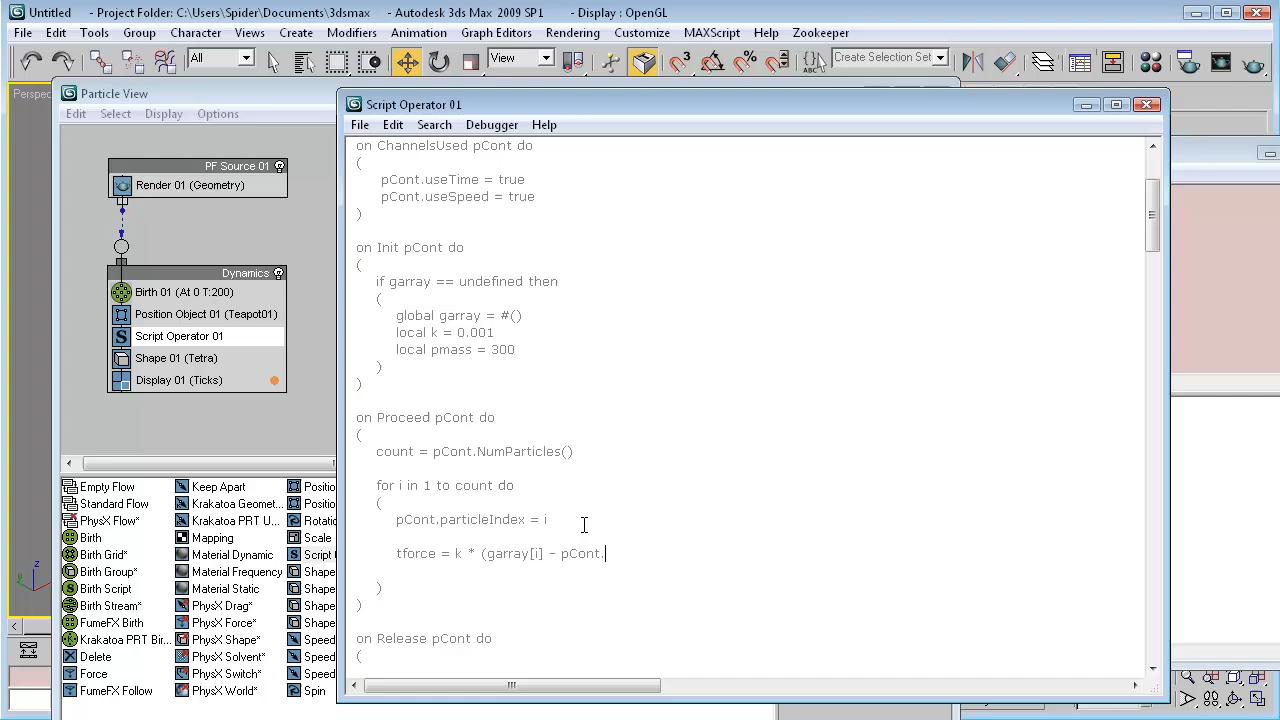 Untitled - Project Folder: C:\Users\Spider\Documents\3dsmax - Autodesk 3ds Max 2009 SP1 - Display : OpenGL
File Edit Tools Group Character Views Create Modifiers Animation Graph Editors Rendering Customize MAXScript Help Zookeeper
All View Create Selection Set
Persp
Particle View
Edit Select Display Options
PF Source 01
Render 01 (Geometry)
Dynamics
Birth 01 (At 0 T:200)
Position Object 01 (Teapot01)
Script Operator 01
Shape 01 (Tetra)
Display 01 (Ticks)
Empty Flow Keep Apart Position
Standard Flow Krakatoa Geomet... Position
PhysX Flow* Krakatoa PRT U... Rotatio
Birth Mapping Scale
Birth Grid* Material Dynamic Script O
Birth Group* Material Frequency Shape
Birth Script Material Static Shape
Birth Stream* PhysX Drag* Shape
FumeFX Birth PhysX Force* Shape
Krakatoa PRT Bir... PhysX Shape* Speed
Delete PhysX Solvent* Speed
Force PhysX Switch* Speed
FumeFX Follow PhysX World* Spin
Script Operator 01
File Edit Search Debugger Help
on ChannelsUsed pCont do
(
pCont.useTime = true
pCont.useSpeed = true
)
on Init pCont do
(
if garray == undefined then
(
global garray = #()
local k = 0.001
local pmass = 300
)
)
on Proceed pCont do
(
count = pCont.NumParticles()
for i in 1 to count do
(
pCont.particleIndex = i
tforce = k * (garray[i] - pCont.
)
)
on Release pCont do
(